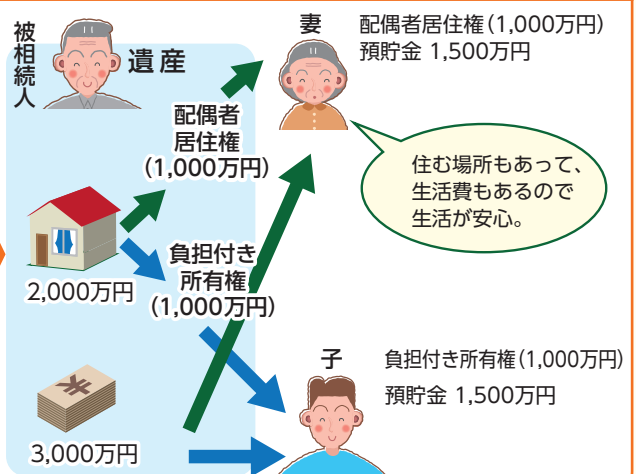 被相続人
遺産
配偶者
居住権
(1,000万円)
2,000万円
負担付き
所有権
(1,000万円)
¥
3,000万円
妻
配偶者居住権(1,000万円)
預貯金 1,500万円
住む場所もあって、
生活費もあるので
生活が安心。
子
負担付き所有権(1,000万円)
預貯金 1,500万円